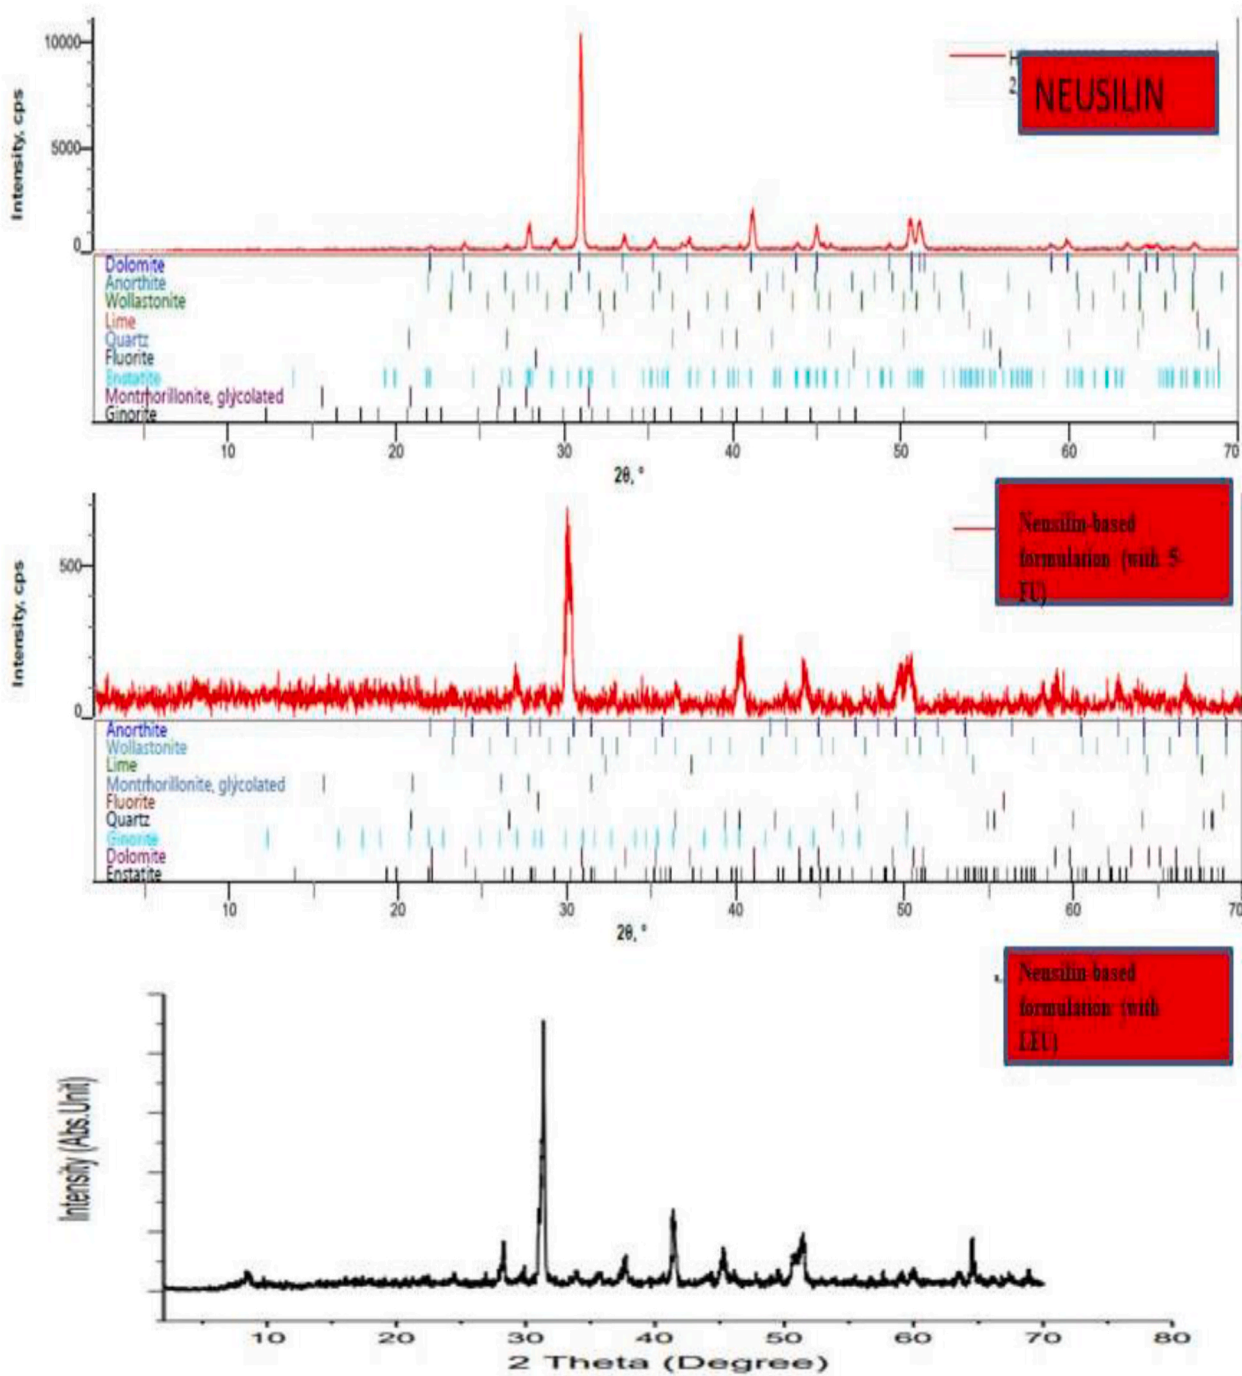 10000
5000
0
Intensity, cps
H
2,
NEUSILIN
Dolomite
Anorthite
Wollastonite
Lime
Quartz
Fluorite
Enstatite
Montmorillonite, glycolated
Ginorite
10 20 30 40 50 60 70
2θ, °
500
0
Intensity, cps
Neusilin-based
formulation (with 5-
FU)
Anorthite
Wollastonite
Lime
Montmorillonite, glycolated
Fluorite
Quartz
Ginorite
Dolomite
Enstatite
10 20 30 40 50 60 70
2θ, °
Neusilin-based
formulation (with
LEU)
Intensity (Abs.Unit)
10 20 30 40 50 60 70 80
2 Theta (Degree)